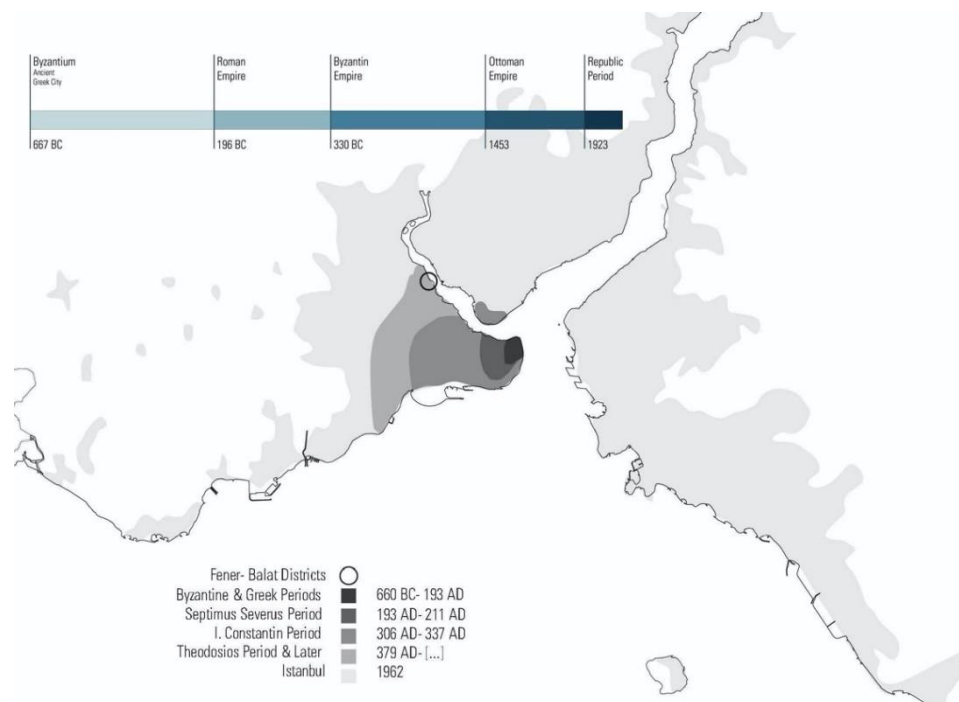 Byzantium
Ancient
Greek City
Roman
Empire
Byzantin
Empire
Ottoman
Empire
Republic
Period
667 BC
196 BC
330 BC
1453
1923
Fener- Balat Districts
Byzantine & Greek Periods 660 BC- 193 AD
Septimus Severus Period 193 AD- 211 AD
I. Constantin Period 306 AD- 337 AD
Theodosios Period & Later 379 AD- [...]
Istanbul 1962